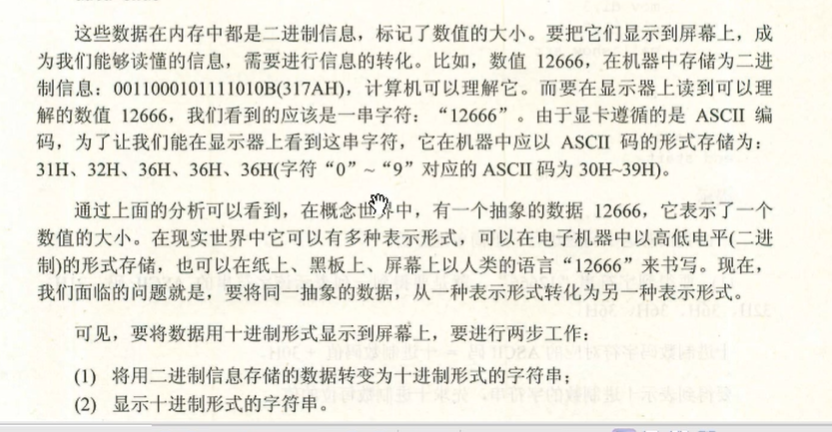 这些数据在内存中都是二进制信息，标记了数值的大小。要把它们显示到屏幕上，成
为我们能够读懂的信息，需要进行信息的转化。比如，数值 12666，在机器中存储为二进
制信息：0011000101111010B(317AH)，计算机可以理解它。而要在显示器上读到可以理
解的数值 12666，我们看到的应该是一串字符：“12666”。由于显卡遵循的是 ASCII 编
码，为了让我们能在显示器上看到这串字符，它在机器中应以 ASCII 码的形式存储为：
31H、32H、36H、36H、36H(字符“0”~“9”对应的 ASCII 码为 30H~39H)。
通过上面的分析可以看到，在概念世界中，有一个抽象的数据 12666，它表示了一个
数值的大小。在现实世界中它可以有多种表示形式，可以在电子机器中以高低电平(二进
制)的形式存储，也可以在纸上、黑板上、屏幕上以人类的语言“12666”来书写。现在，
我们面临的问题就是，要将同一抽象的数据，从一种表示形式转化为另一种表示形式。
可见，要将数据用十进制形式显示到屏幕上，要进行两步工作：
(1) 将用二进制信息存储的数据转变为十进制形式的字符串；
(2) 显示十进制形式的字符串。